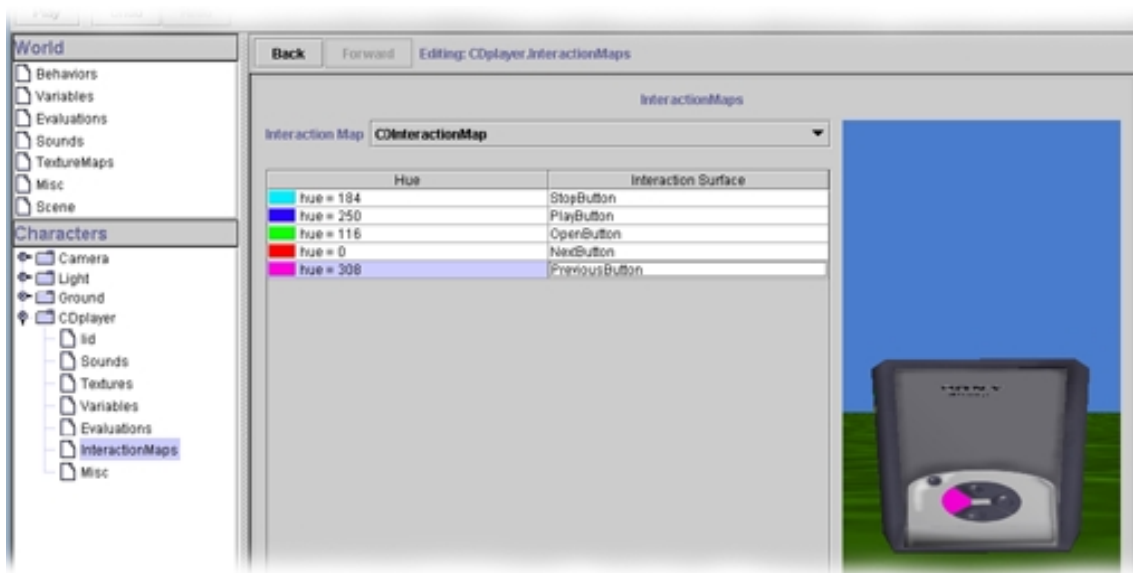 World
Behaviors
Variables
Evaluations
Sounds
TextureMaps
Misc
Scene
Characters
Camera
Light
Ground
CDplayer
lid
Sounds
Textures
Variables
Evaluations
InteractionMaps
Misc
Back Forward Editing: CDplayer.InteractionMaps
InteractionMaps
Interaction Map CDInteractionMap
Hue Interaction Surface
hue = 184 StopButton
hue = 250 PlayButton
hue = 116 OpenButton
hue = 0 NextButton
hue = 308 PreviousButton